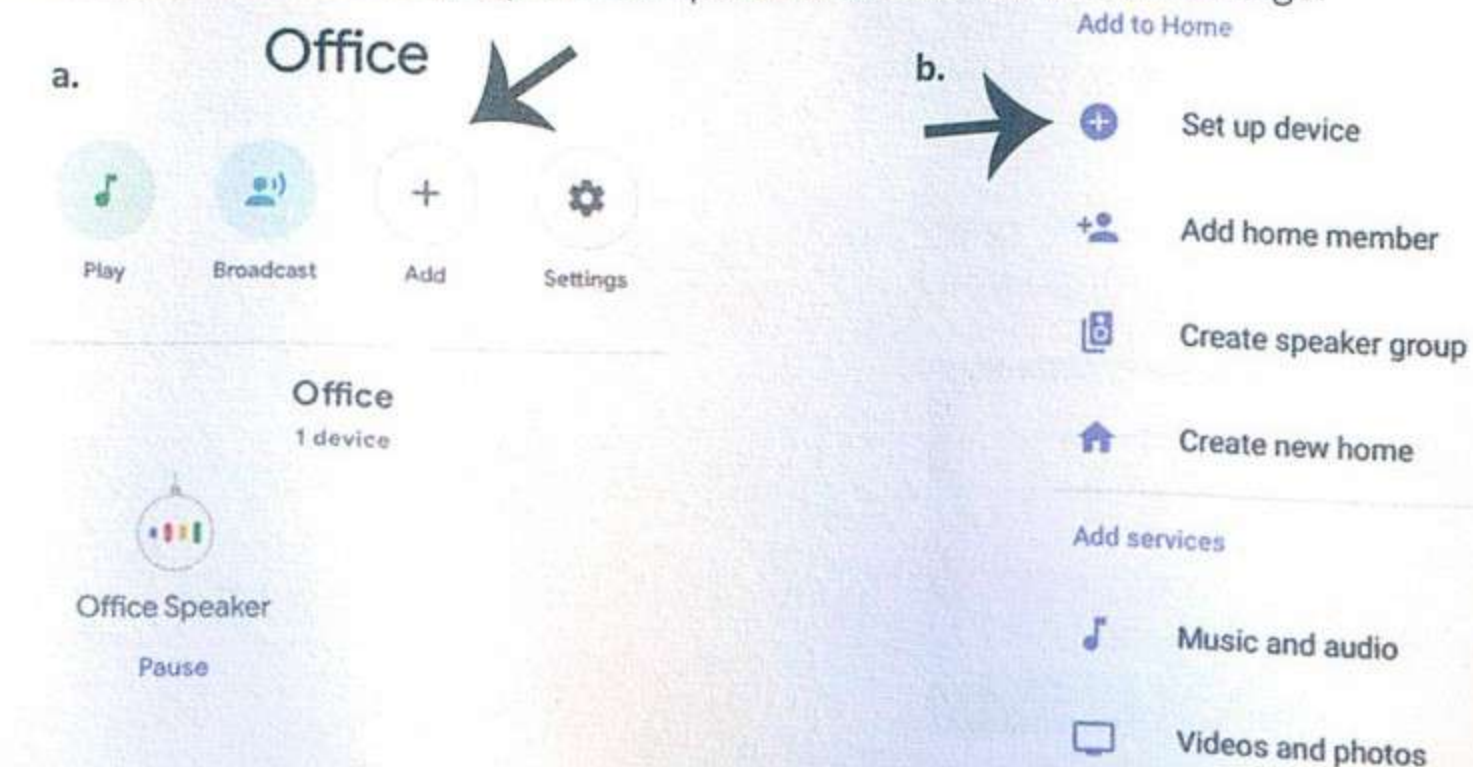 Office
a.
Play
Broadcast
Add
Settings
Office
1 device
Office Speaker
Pause
Add to Home
b.
Set up device
Add home member
Create speaker group
Create new home
Add services
Music and audio
Videos and photos